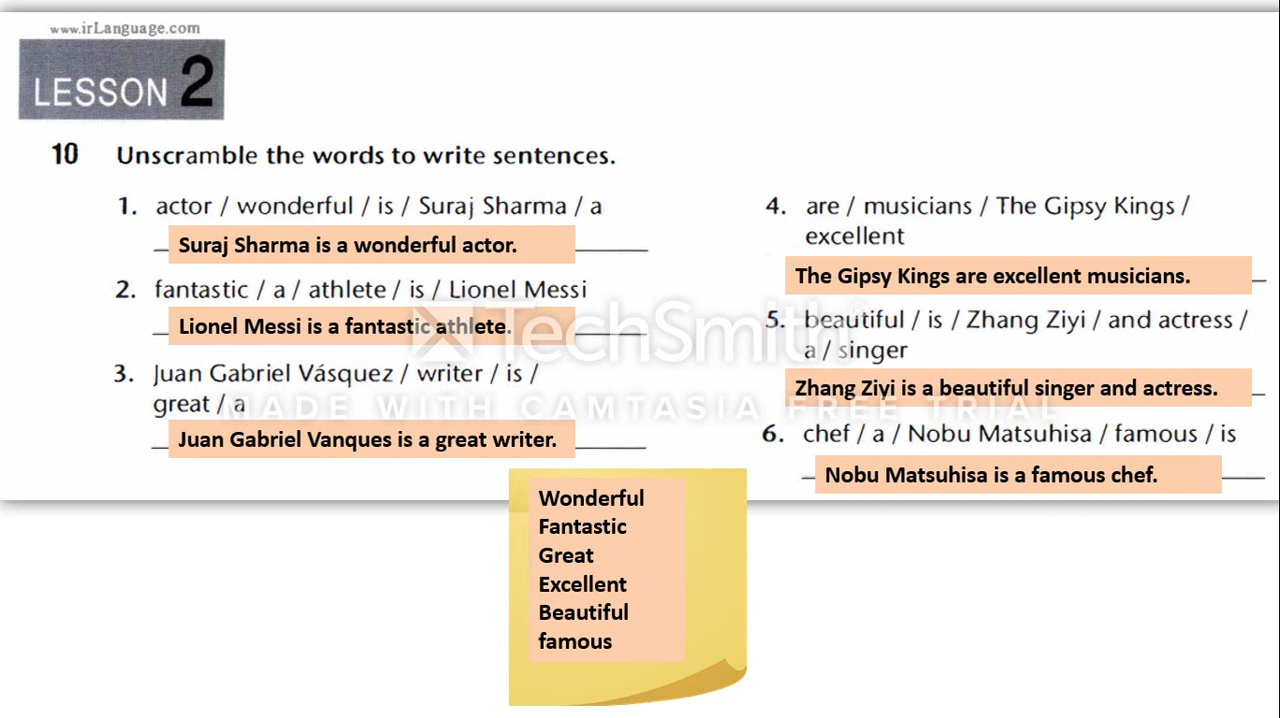 www.irLanguage.com
LESSON 2
10 Unscramble the words to write sentences.
1. actor / wonderful / is / Suraj Sharma / a
Suraj Sharma is a wonderful actor.
2. fantastic / a / athlete / is / Lionel Messi
Lionel Messi is a fantastic athlete.
3. Juan Gabriel Vásquez / writer / is /
great / a
Juan Gabriel Vanques is a great writer.
4. are / musicians / The Gipsy Kings /
excellent
The Gipsy Kings are excellent musicians.
5. beautiful / is / Zhang Ziyi / and actress /
a / singer
Zhang Ziyi is a beautiful singer and actress.
6. chef / a / Nobu Matsuhisa / famous / is
Nobu Matsuhisa is a famous chef.
Wonderful
Fantastic
Great
Excellent
Beautiful
famous
TechSmith®
MADE WITH CAMTASIA FREE TRIAL